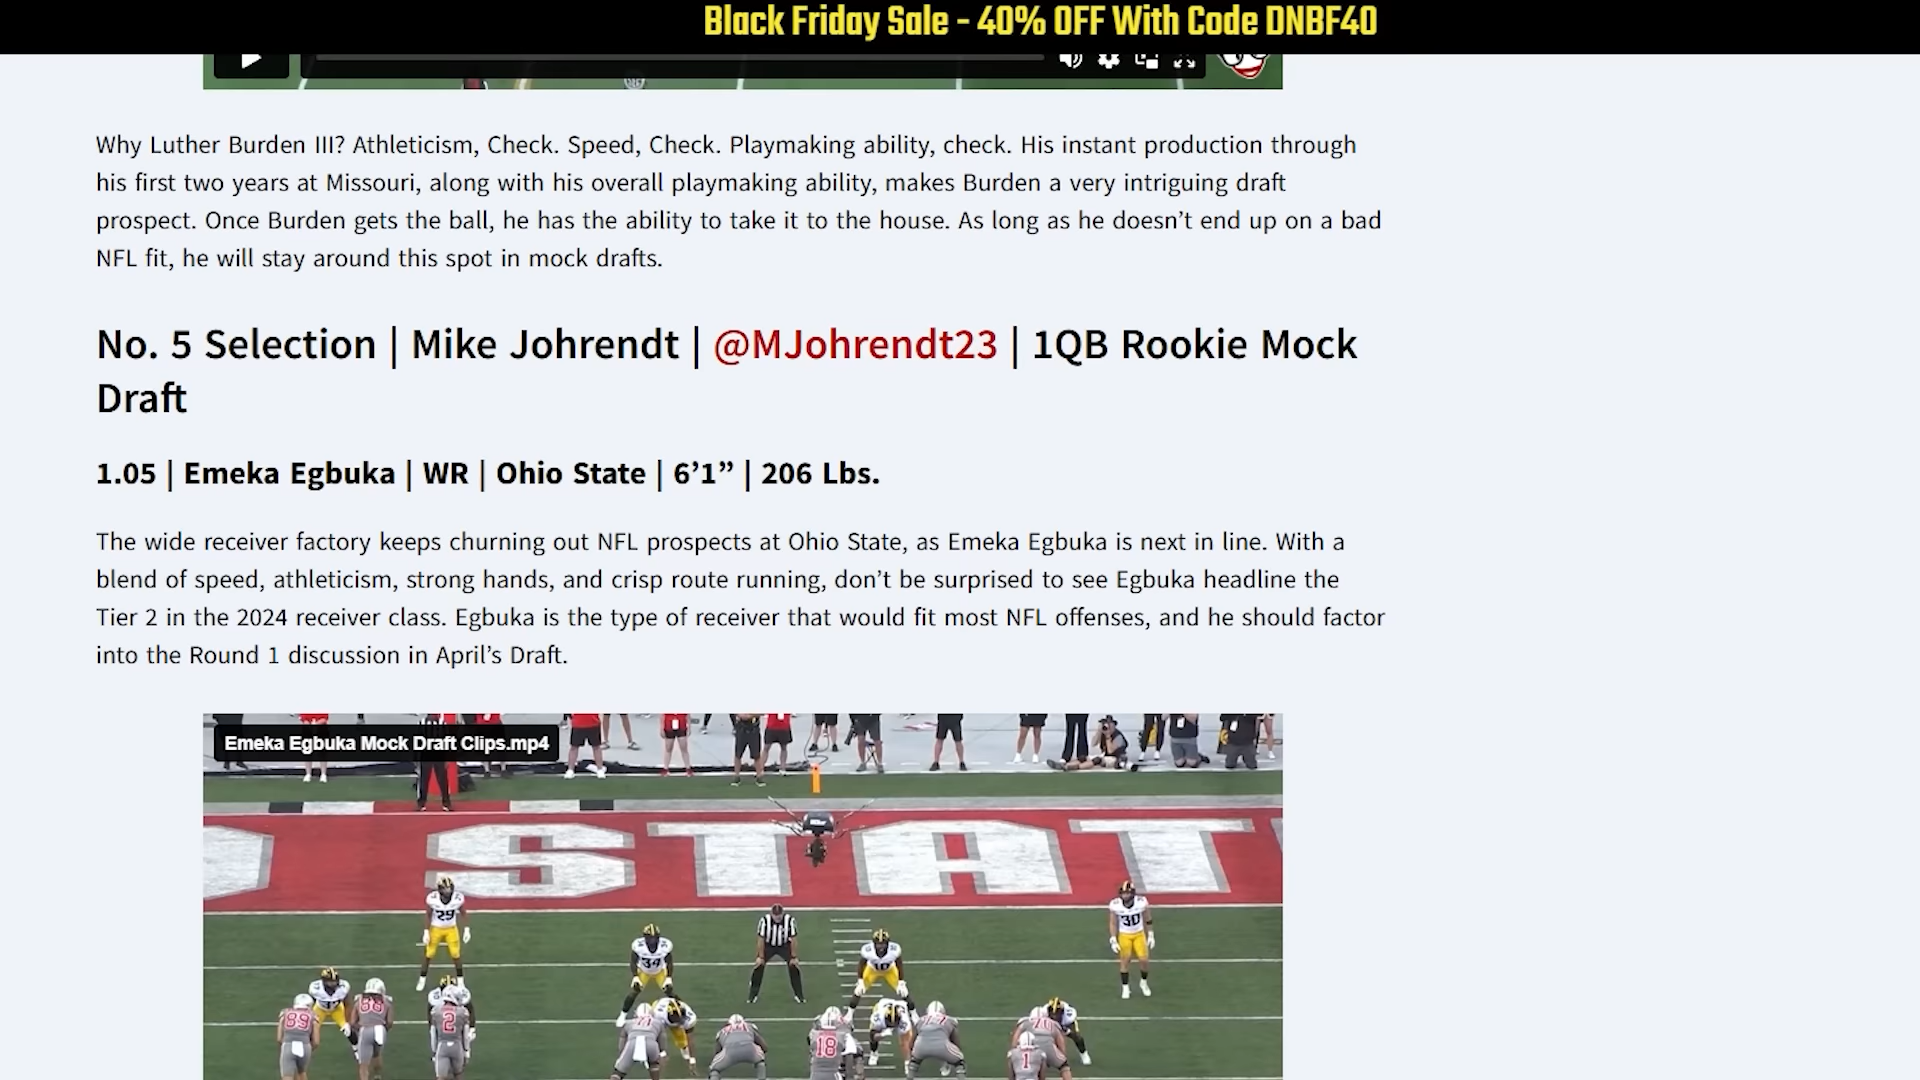 Black Friday Sale - 40% OFF With Code DNBF40
Why Luther Burden III? Athleticism, Check. Speed, Check. Playmaking ability, check. His instant production through
his first two years at Missouri, along with his overall playmaking ability, makes Burden a very intriguing draft
prospect. Once Burden gets the ball, he has the ability to take it to the house. As long as he doesn’t end up on a bad
NFL fit, he will stay around this spot in mock drafts.
No. 5 Selection | Mike Johrendt | @MJohrendt23 | 1QB Rookie Mock
Draft
1.05 | Emeka Egbuka | WR | Ohio State | 6’1” | 206 Lbs.
The wide receiver factory keeps churning out NFL prospects at Ohio State, as Emeka Egbuka is next in line. With a
blend of speed, athleticism, strong hands, and crisp route running, don’t be surprised to see Egbuka headline the
Tier 2 in the 2024 receiver class. Egbuka is the type of receiver that would fit most NFL offenses, and he should factor
into the Round 1 discussion in April’s Draft.
Emeka Egbuka Mock Draft Clips.mp4
O STAT
29
30
34
89
2
18
1